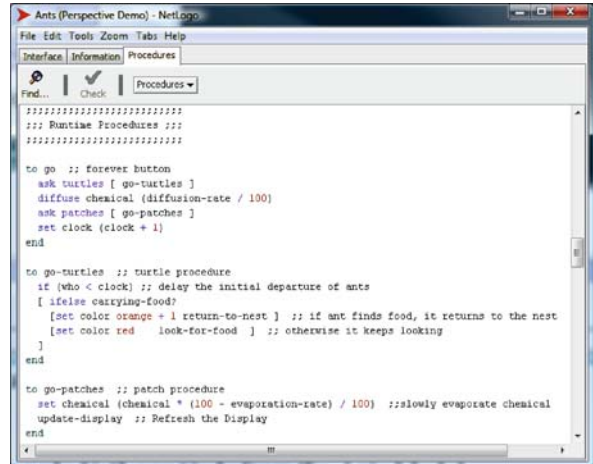 Ants (Perspective Demo) - NetLogo
File Edit Tools Zoom Tabs Help
Interface Information Procedures
Find... Check Procedures
;;;;;;;;;;;;;;;;;;;;;;;;;;
;;; Runtime Procedures ;;;
;;;;;;;;;;;;;;;;;;;;;;;;;;
to go ;; forever button
ask turtles [ go-turtles ]
diffuse chemical (diffusion-rate / 100)
ask patches [ go-patches ]
set clock (clock + 1)
end
to go-turtles ;; turtle procedure
if (who < clock) ;; delay the initial departure of ants
[ ifelse carrying-food?
[set color orange + 1 return-to-nest ] ;; if ant finds food, it returns to the nest
[set color red look-for-food ] ;; otherwise it keeps looking
]
end
to go-patches ;; patch procedure
set chemical (chemical * (100 - evaporation-rate) / 100) ;;slowly evaporate chemical
update-display ;; Refresh the Display
end